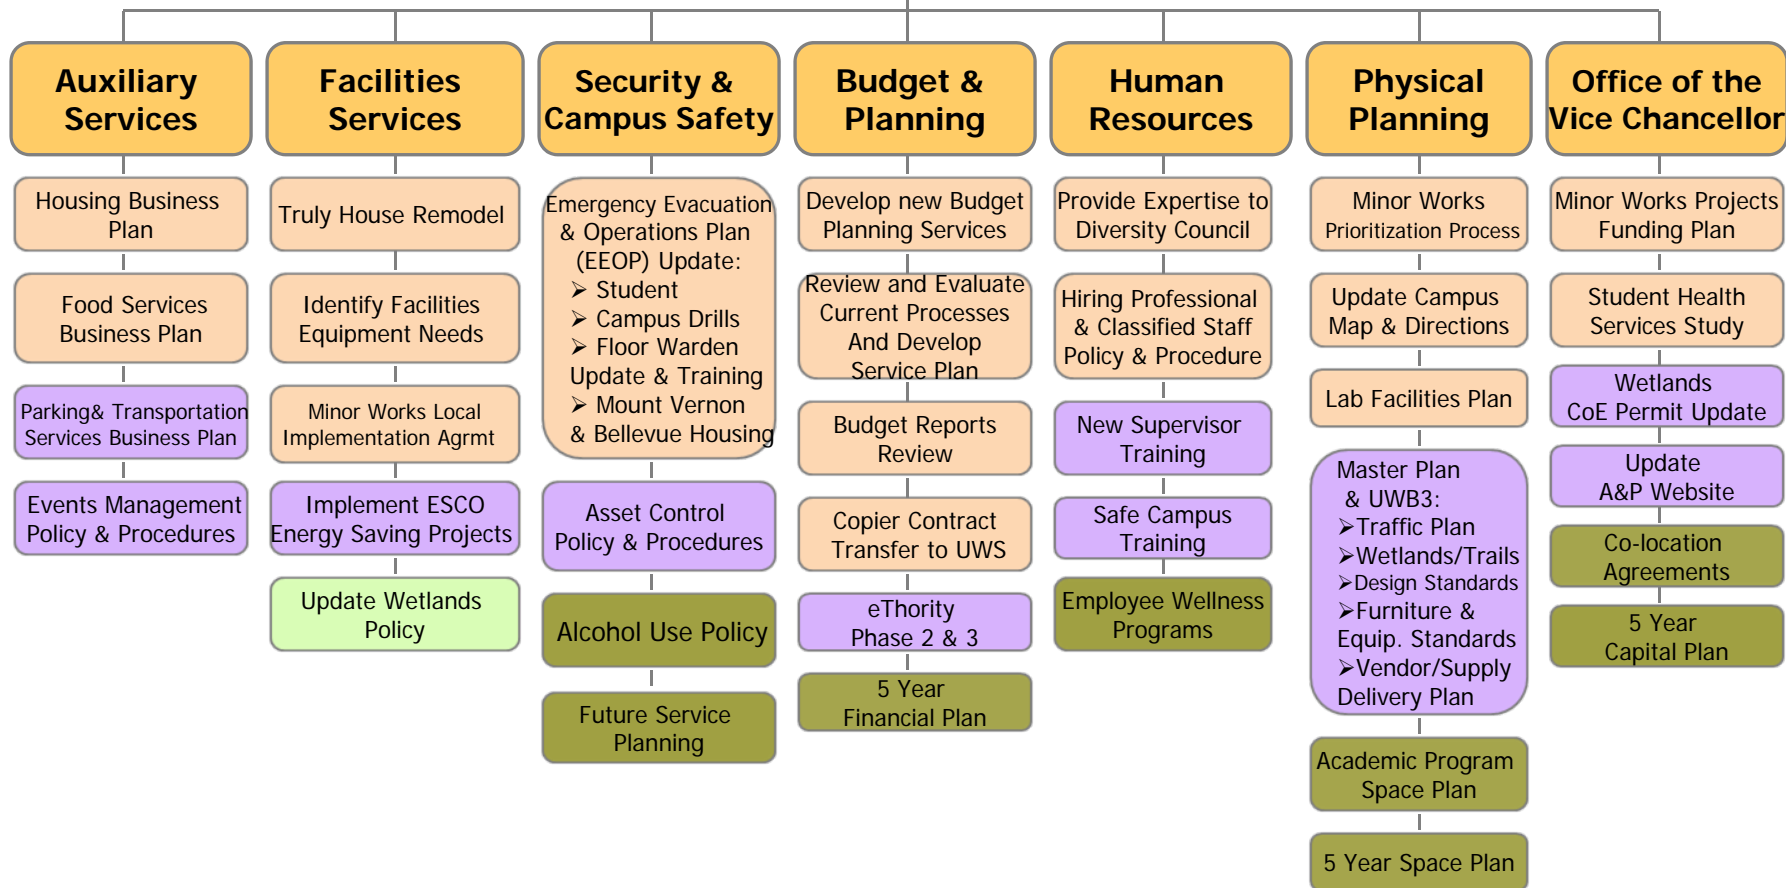 Auxiliary
Services
Housing Business
Plan
Food Services
Business Plan
Parking& Transportation
Services Business Plan
Events Management
Policy & Procedures
Facilities
Services
Truly House Remodel
Identify Facilities
Equipment Needs
Minor Works Local
Implementation Agrmt
Implement ESCO
Energy Saving Projects
Update Wetlands
Policy
Security &
Campus Safety
Emergency Evacuation
& Operations Plan
(EEOP) Update:
➢ Student
➢ Campus Drills
➢ Floor Warden
Update & Training
➢ Mount Vernon
& Bellevue Housing
Asset Control
Policy & Procedures
Alcohol Use Policy
Future Service
Planning
Budget &
Planning
Develop new Budget
Planning Services
Review and Evaluate
Current Processes
And Develop
Service Plan
Budget Reports
Review
Copier Contract
Transfer to UWS
eThority
Phase 2 & 3
5 Year
Financial Plan
Human
Resources
Provide Expertise to
Diversity Council
Hiring Professional
& Classified Staff
Policy & Procedure
New Supervisor
Training
Safe Campus
Training
Employee Wellness
Programs
Physical
Planning
Minor Works
Prioritization Process
Update Campus
Map & Directions
Lab Facilities Plan
Master Plan
& UWB3:
➢Traffic Plan
➢Wetlands/Trails
➢Design Standards
➢Furniture &
Equip. Standards
➢Vendor/Supply
Delivery Plan
Academic Program
Space Plan
5 Year Space Plan
Office of the
Vice Chancellor
Minor Works Projects
Funding Plan
Student Health
Services Study
Wetlands
CoE Permit Update
Update
A&P Website
Co-location
Agreements
5 Year
Capital Plan